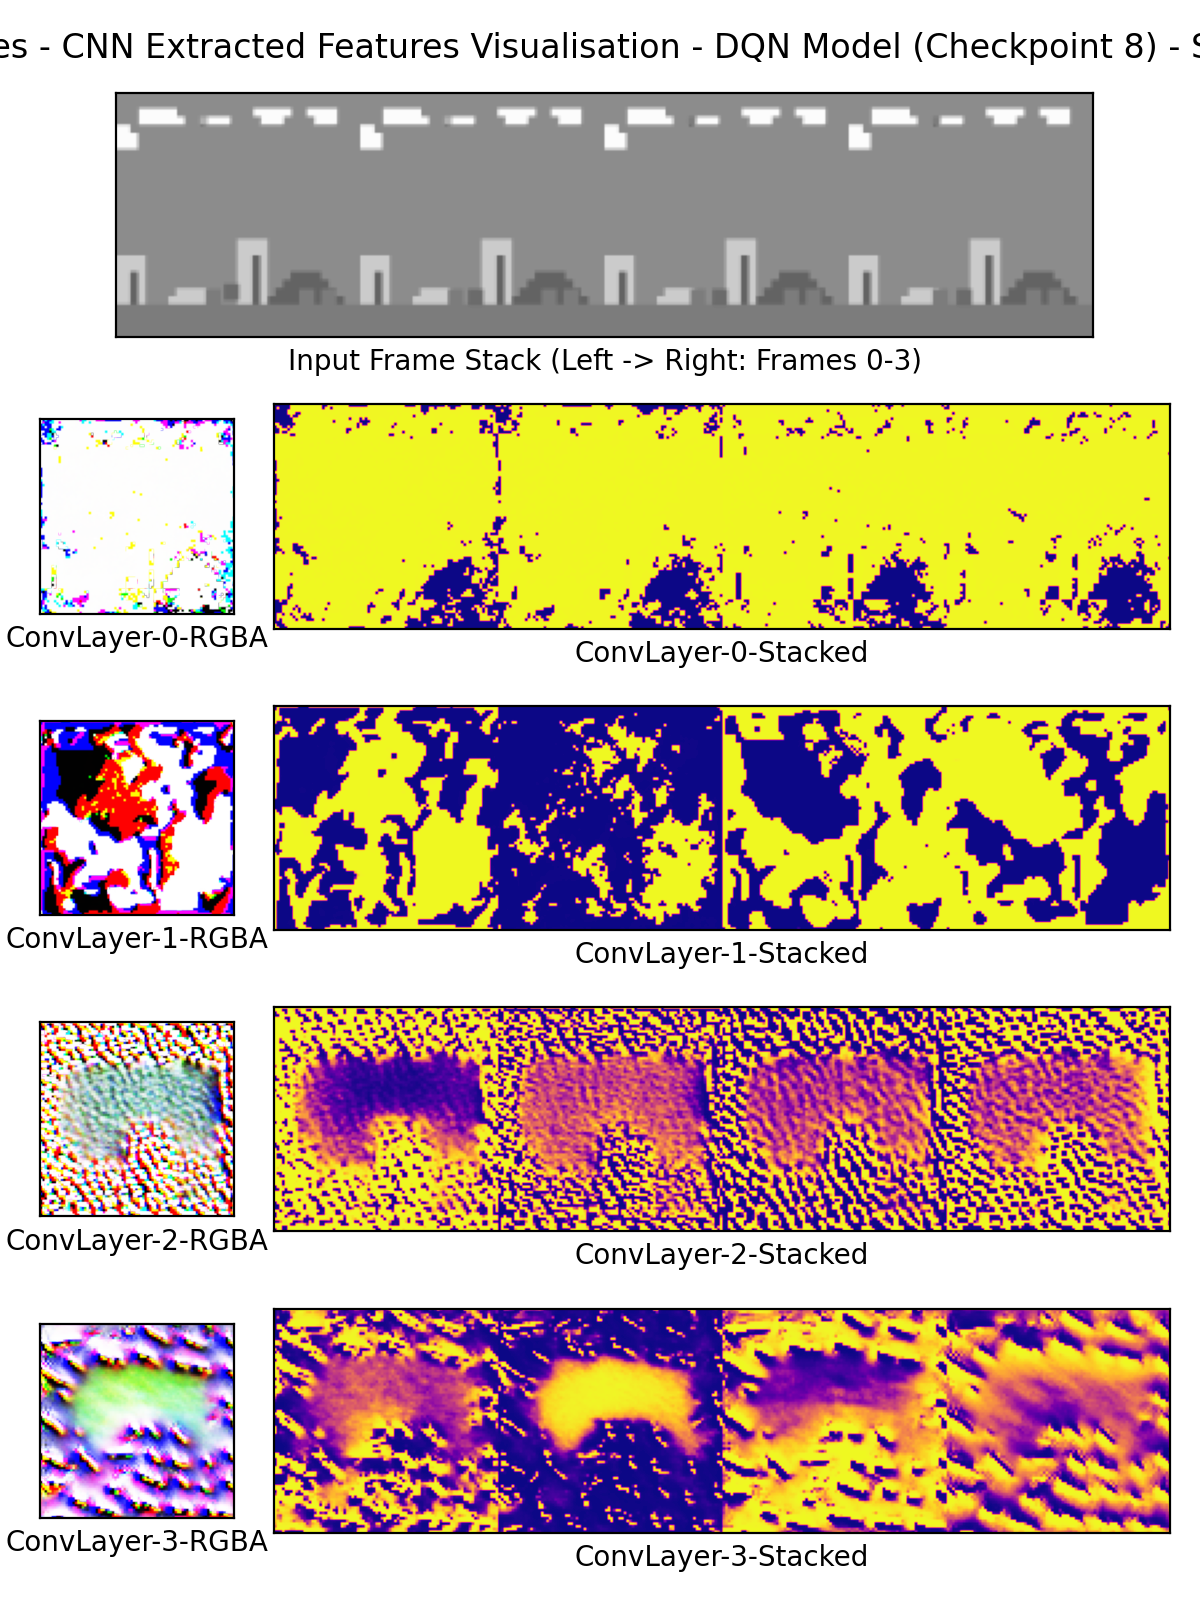 - CNN Extracted Features Visualisation - DQN Model (Checkpoint 8) -
Input Frame Stack (Left -> Right: Frames 0-3)
ConvLayer-0-RGBA
ConvLayer-0-Stacked
ConvLayer-1-RGBA
ConvLayer-1-Stacked
ConvLayer-2-RGBA
ConvLayer-2-Stacked
ConvLayer-3-RGBA
ConvLayer-3-Stacked